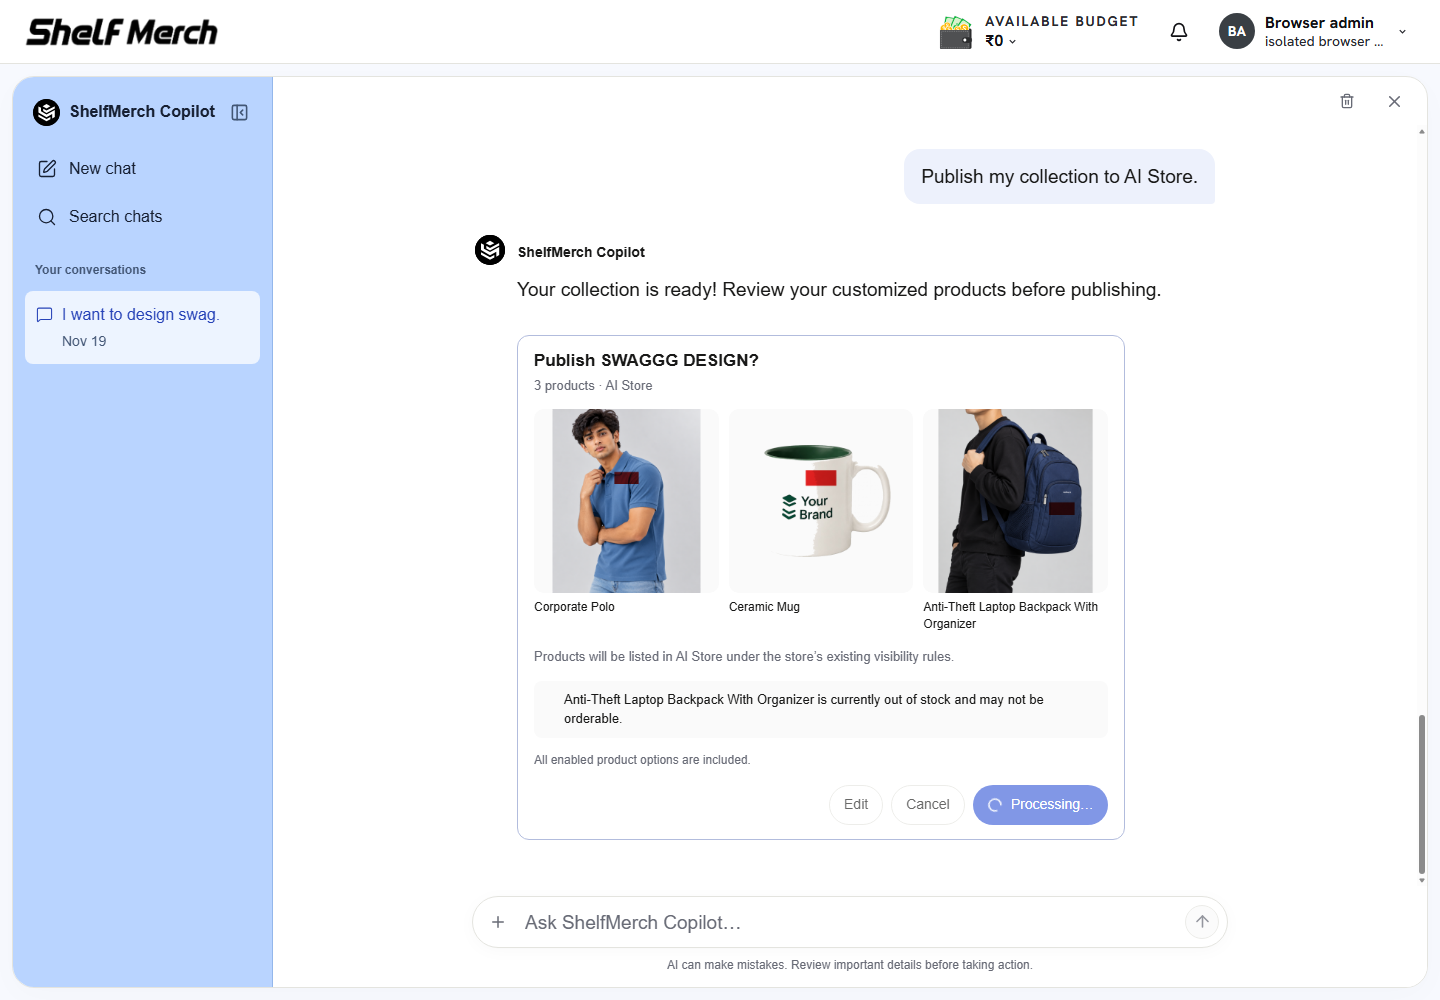 Shelf Merch
AVAILABLE BUDGET
₹0
BA
Browser admin
isolated browser ...
ShelfMerch Copilot
New chat
Search chats
Your conversations
I want to design swag.
Nov 19
Publish my collection to AI Store.
ShelfMerch Copilot
Your collection is ready! Review your customized products before publishing.
Publish SWAGGG DESIGN?
3 products · AI Store
Your
Brand
Corporate Polo
Ceramic Mug
Anti-Theft Laptop Backpack With
Organizer
Products will be listed in AI Store under the store's existing visibility rules.
Anti-Theft Laptop Backpack With Organizer is currently out of stock and may not be
orderable.
All enabled product options are included.
Edit
Cancel
Processing...
Ask ShelfMerch Copilot...
AI can make mistakes. Review important details before taking action.